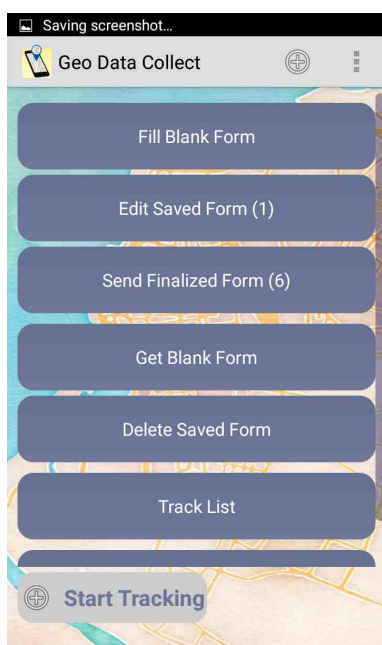 Saving screenshot…
Geo Data Collect
Fill Blank Form
Edit Saved Form (1)
Send Finalized Form (6)
Get Blank Form
Delete Saved Form
Track List
Start Tracking